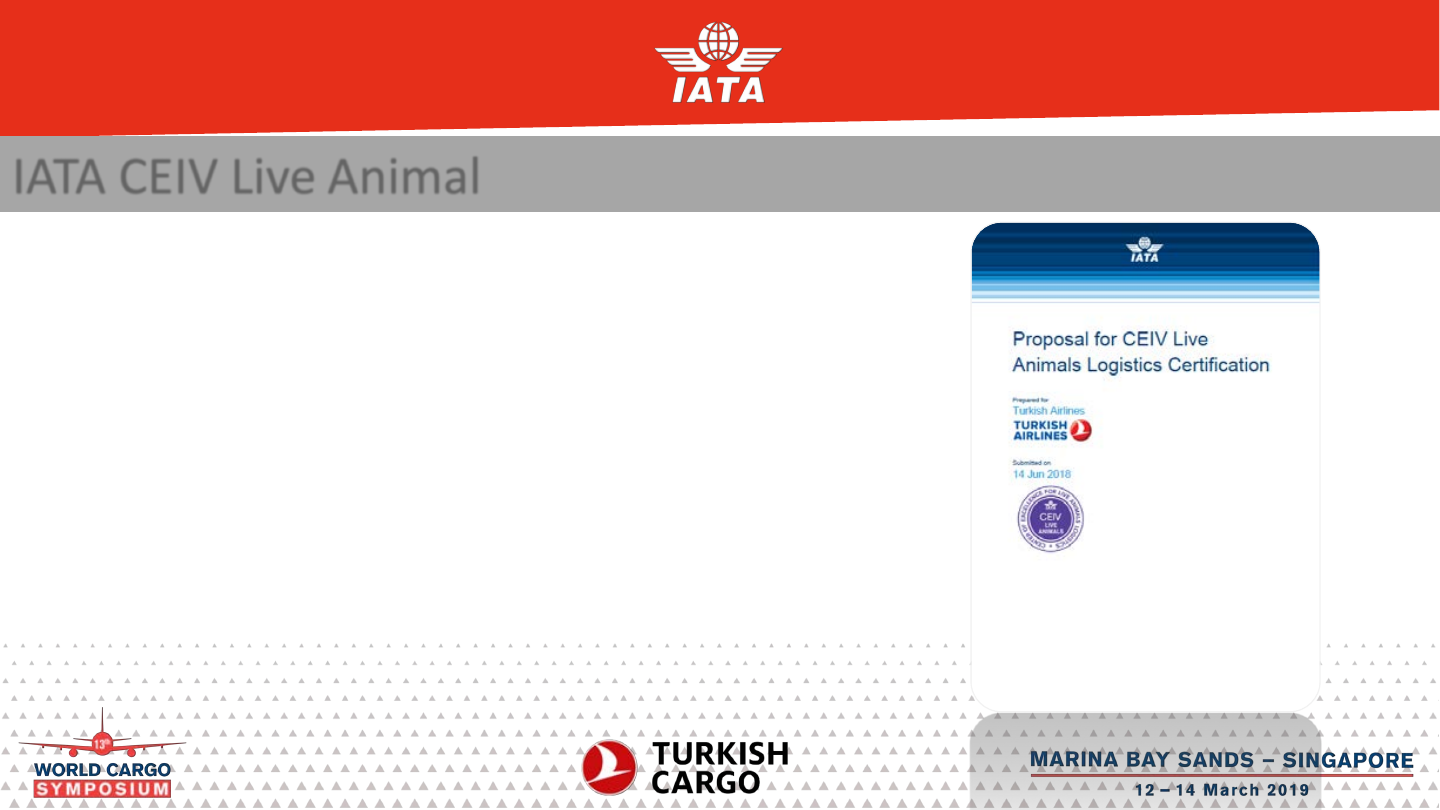 IATA
IATA CEIV Live Animal
IATA
Proposal for CEIV Live
Animals Logistics Certification
Prepared for
Turkish Airlines
TURKISH
AIRLINES
Submitted on
14 Jun 2018
CENTER OF EXCELLENCE FOR LIVE ANIMALS LOGISTICS
CEIV
LIVE
ANIMALS
13th
WORLD CARGO
SYMPOSIUM
TURKISH
CARGO
MARINA BAY SANDS – SINGAPORE
12 – 14 March 2019